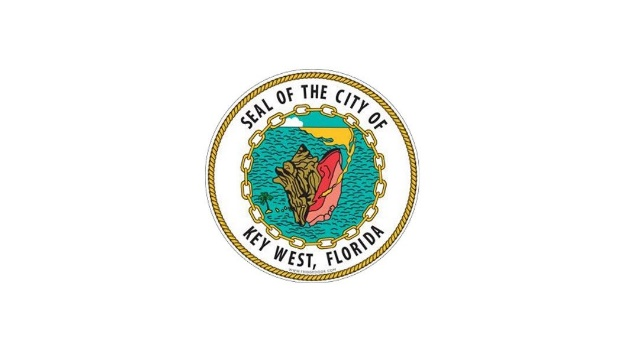 SEAL OF THE CITY OF
KEY WEST, FLORIDA